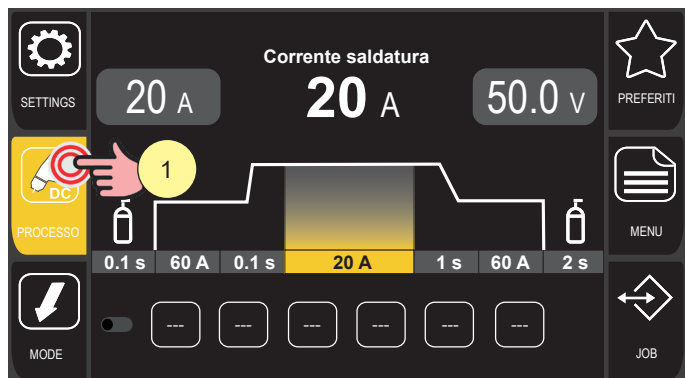 SETTINGS
Corrente saldatura
20 A
20 A
50.0 V
PREFERITI
DC
PROCESSO
1
MENU
0.1 s 60 A 0.1 s 20 A 1 s 60 A 2 s
MODE
--- --- --- --- --- ---
JOB